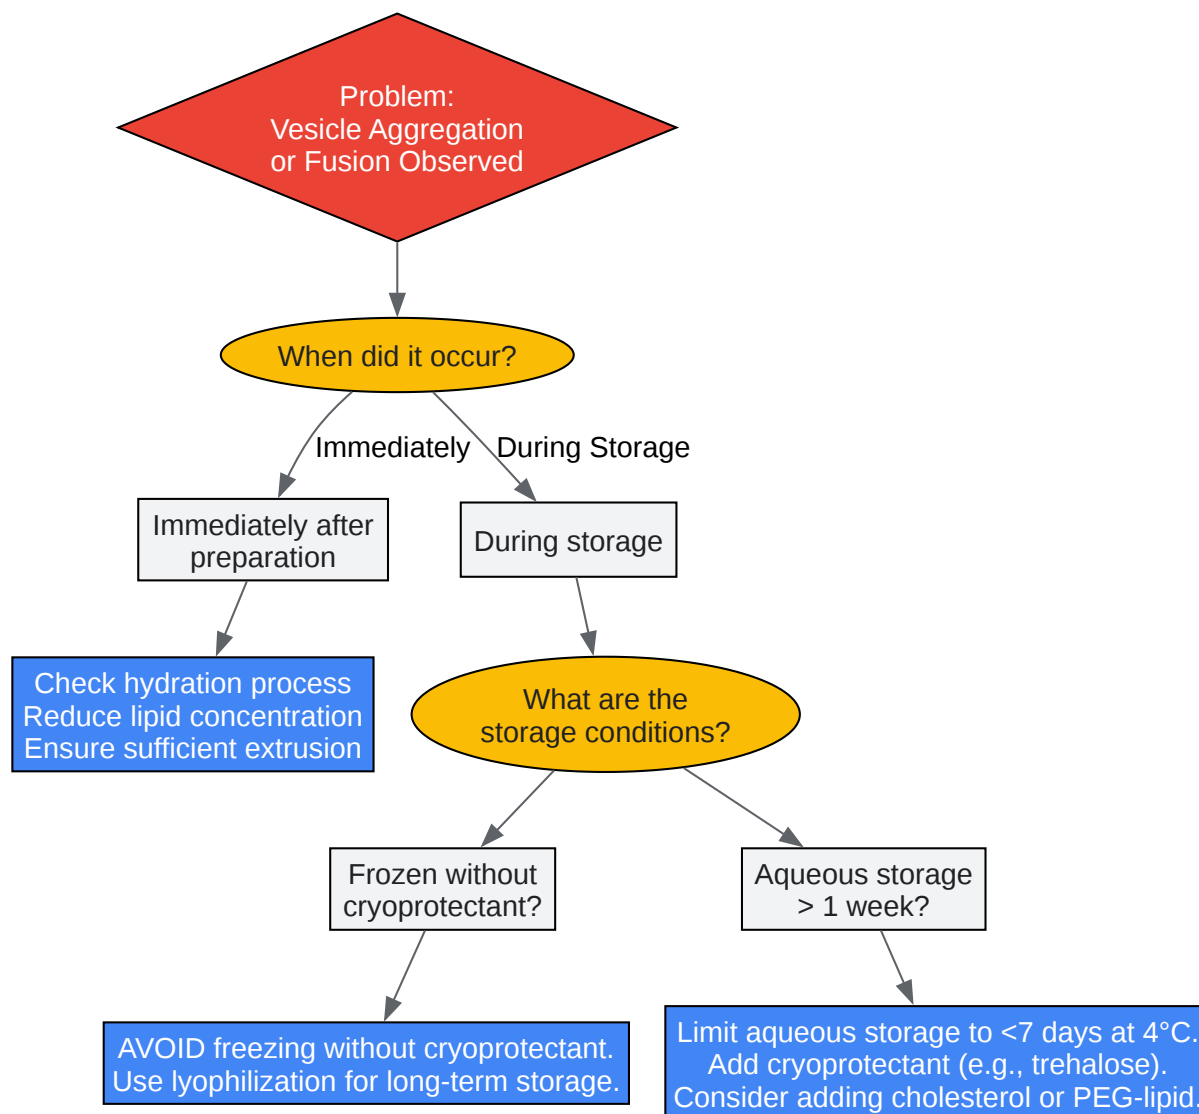 Problem:
Vesicle Aggregation
or Fusion Observed
When did it occur?
Immediately
During Storage
Immediately after
preparation
During storage
Check hydration process
Reduce lipid concentration
Ensure sufficient extrusion
What are the
storage conditions?
Frozen without
cryoprotectant?
Aqueous storage
> 1 week?
AVOID freezing without cryoprotectant.
Use lyophilization for long-term storage.
Limit aqueous storage to <7 days at 4°C.
Add cryoprotectant (e.g., trehalose).
Consider adding cholesterol or PEG-lipid.